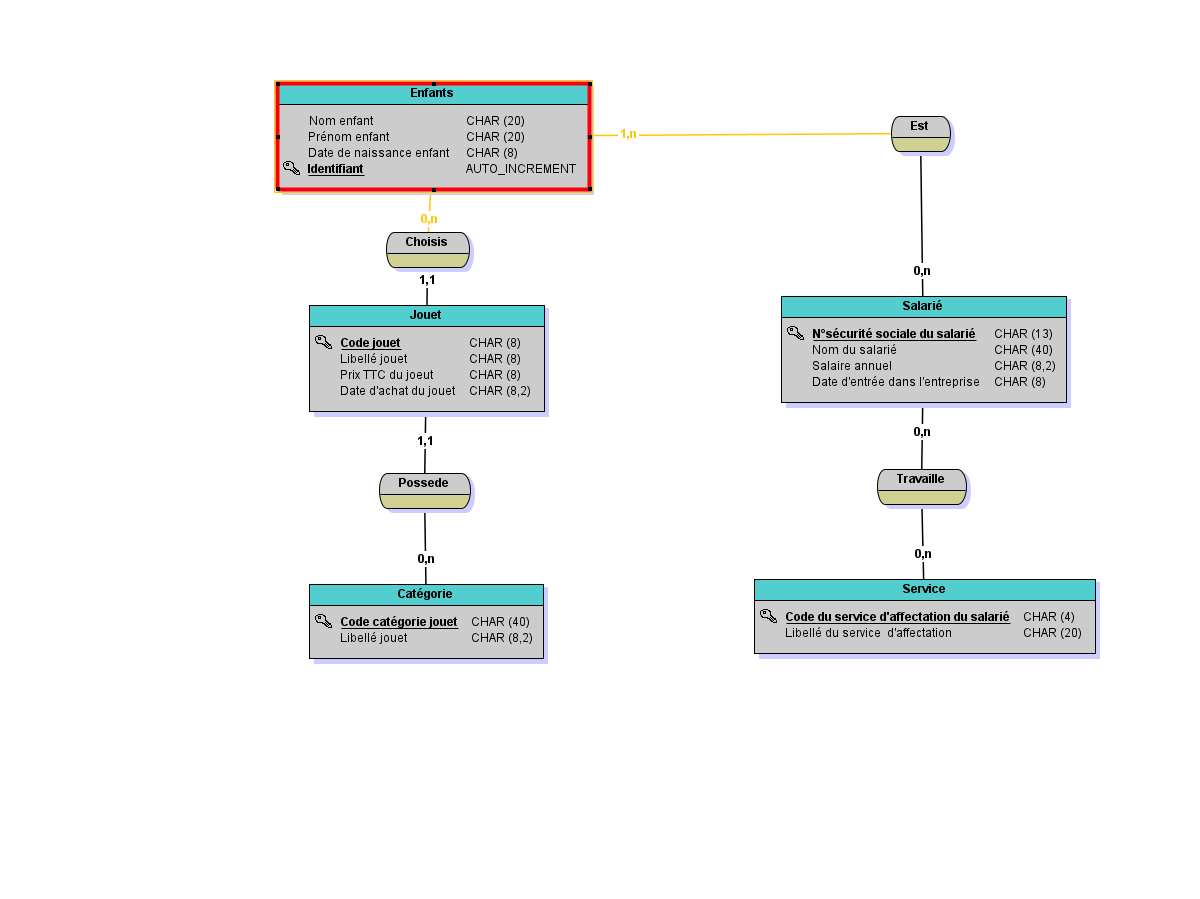 Enfants
Nom enfant CHAR (20)
Prénom enfant CHAR (20)
Date de naissance enfant CHAR (8)
Identifiant AUTO_INCREMENT
1,n
Est
0,n
Choisis
1,1
0,n
Jouet
Code jouet CHAR (8)
Libellé jouet CHAR (8)
Prix TTC du joeut CHAR (8)
Date d'achat du jouet CHAR (8,2)
Salarié
N°sécurité sociale du salarié CHAR (13)
Nom du salarié CHAR (40)
Salaire annuel CHAR (8,2)
Date d'entrée dans l'entreprise CHAR (8)
1,1
0,n
Possede
Travaille
0,n
0,n
Catégorie
Code catégorie jouet CHAR (40)
Libellé jouet CHAR (8,2)
Service
Code du service d'affectation du salarié CHAR (4)
Libellé du service d'affectation CHAR (20)